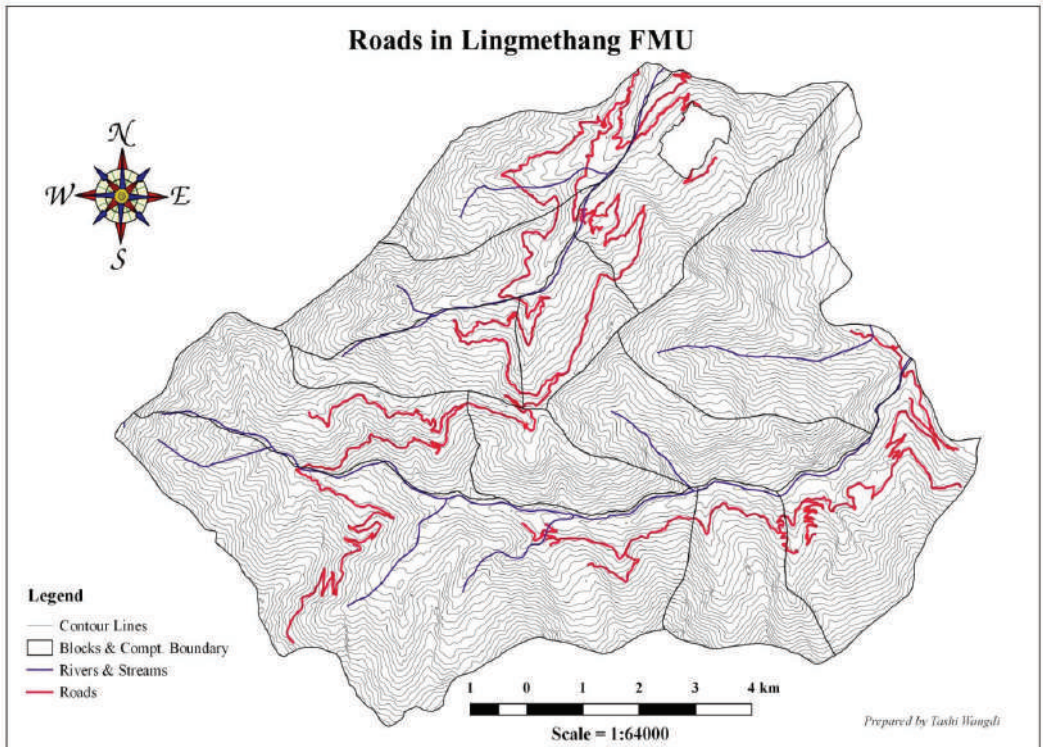 Roads in Lingmethang FMU
N
W E
S
Legend
Contour Lines
Blocks & Compt. Boundary
Rivers & Streams
Roads
1 0 1 2 3 4 km
Scale = 1:64000
Prepared by Tashi Wangdi